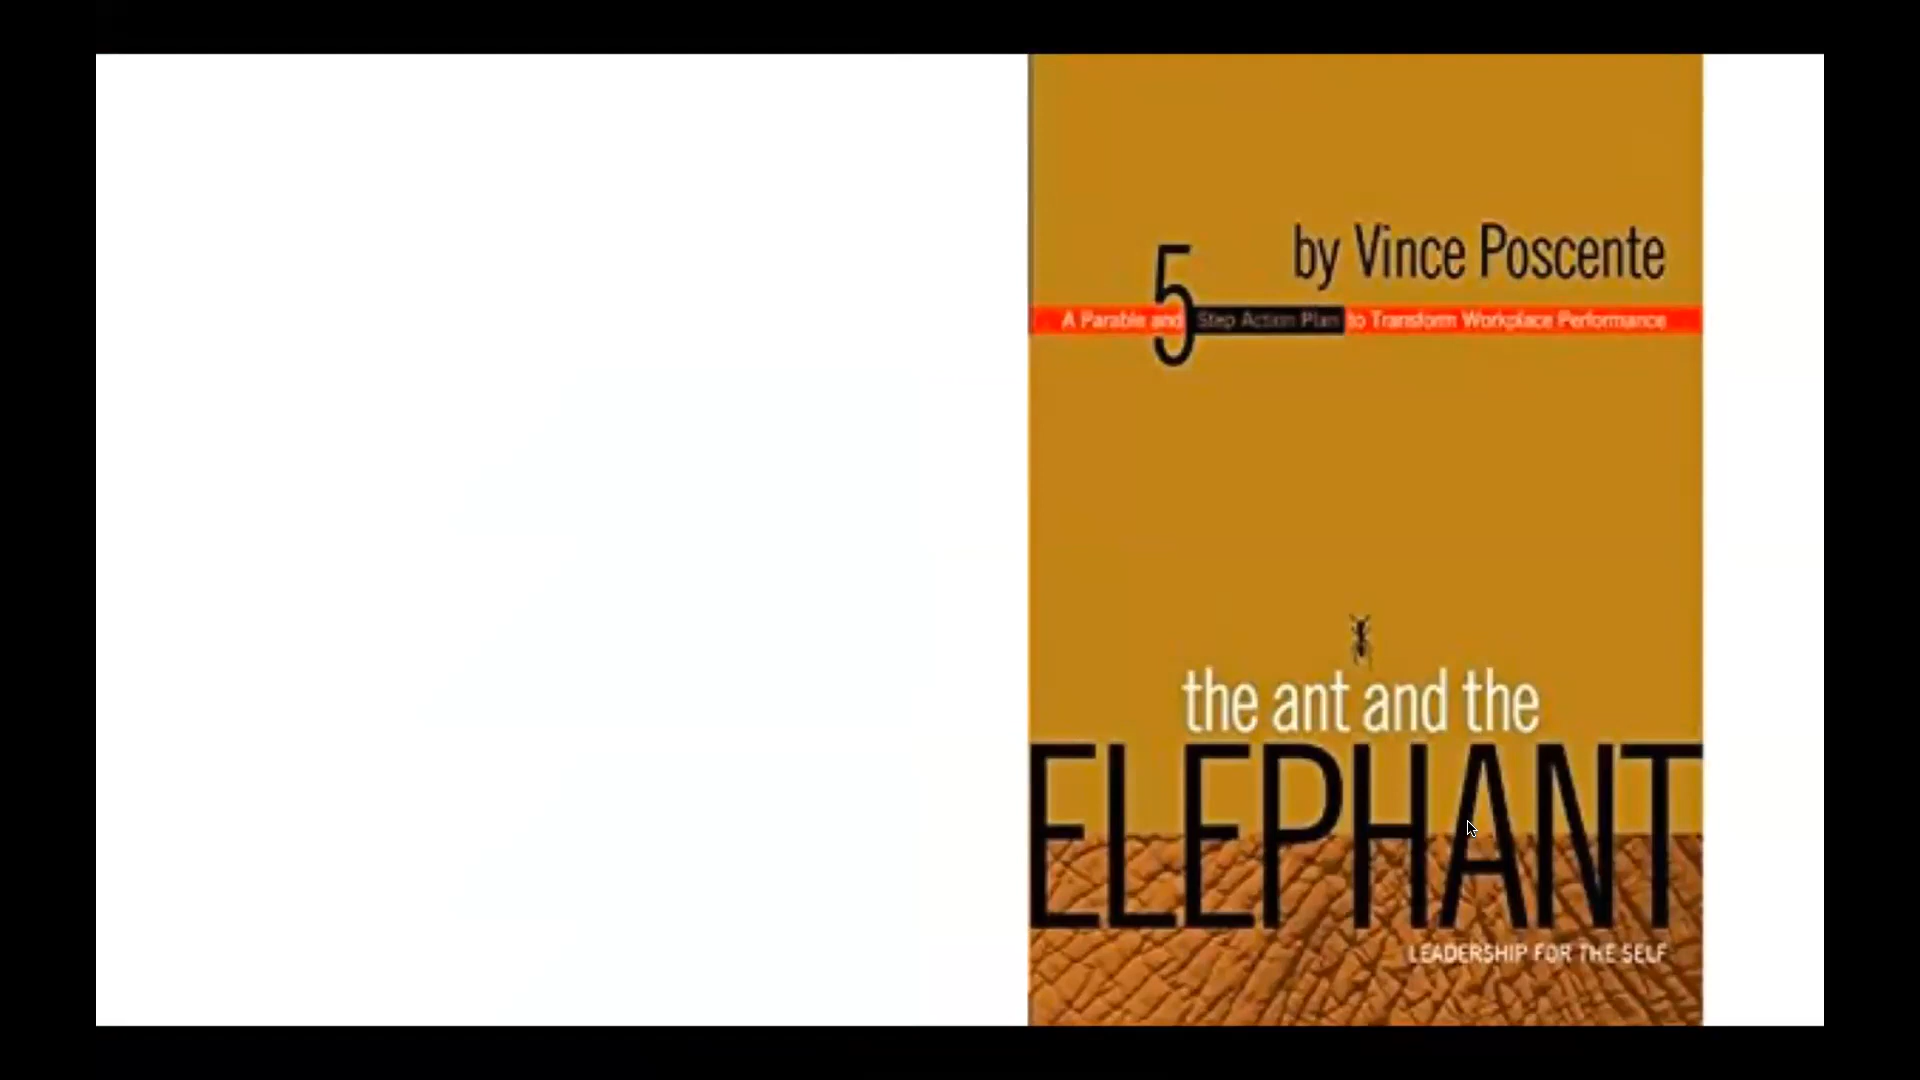 by Vince Poscente
A Parable and 5 Step Action Plan to Transform Workplace Performance
the ant and the
ELEPHANT
LEADERSHIP FOR THE SELF